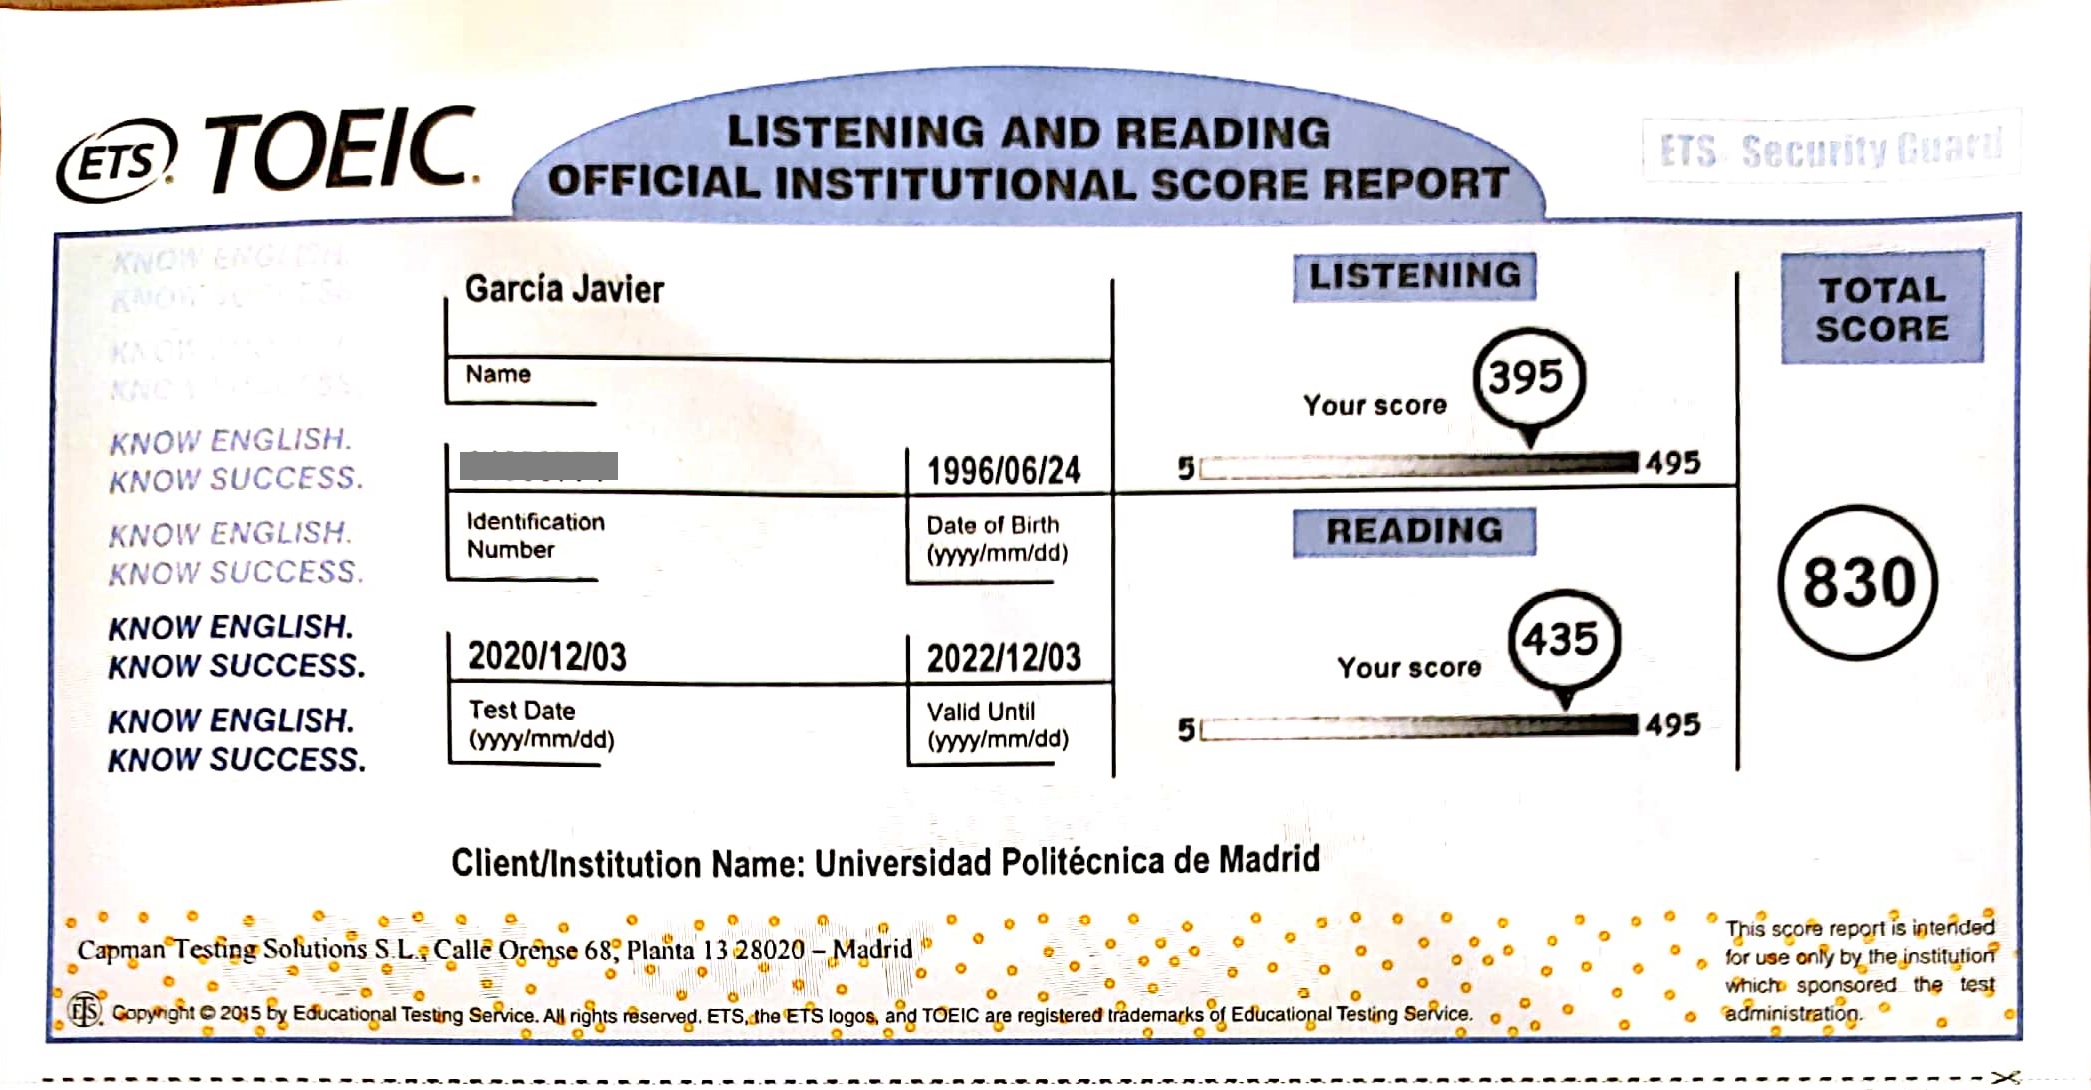 ETS. TOEIC.
LISTENING AND READING
OFFICIAL INSTITUTIONAL SCORE REPORT
ETS Security Guard
KNOW ENGLISH.
KNOW SUCCESS.
KNOW ENGLISH.
KNOW SUCCESS.
KNOW ENGLISH.
KNOW SUCCESS.
KNOW ENGLISH.
KNOW SUCCESS.
KNOW ENGLISH.
KNOW SUCCESS.
García Javier
Name
Identification
Number
1996/06/24
Date of Birth
(yyyy/mm/dd)
2020/12/03
Test Date
(yyyy/mm/dd)
2022/12/03
Valid Until
(yyyy/mm/dd)
LISTENING
Your score
395
5 495
READING
Your score
435
5 495
TOTAL
SCORE
830
Client/Institution Name: Universidad Politécnica de Madrid
Capman Testing Solutions S.L., Calle Orense 68, Planta 13 28020 – Madrid
ETS. Copyright © 2015 by Educational Testing Service. All rights reserved. ETS, the ETS logos, and TOEIC are registered trademarks of Educational Testing Service.
This score report is intended
for use only by the institution
which sponsored the test
administration.